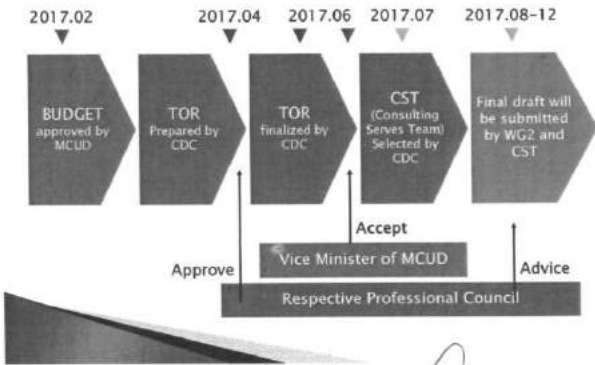 2017.02
2017.04
2017.06
2017.07
2017.08-12
BUDGET
approved by
MCUD
TOR
Prepared by
CDC
TOR
finalized by
CDC
CST
(Consulting
Serves Team)
Selected by
CDC
Final draft will
be submitted
by WG2 and
CST
Approve
Accept
Advice
Vice Minister of MCUD
Respective Professional Council